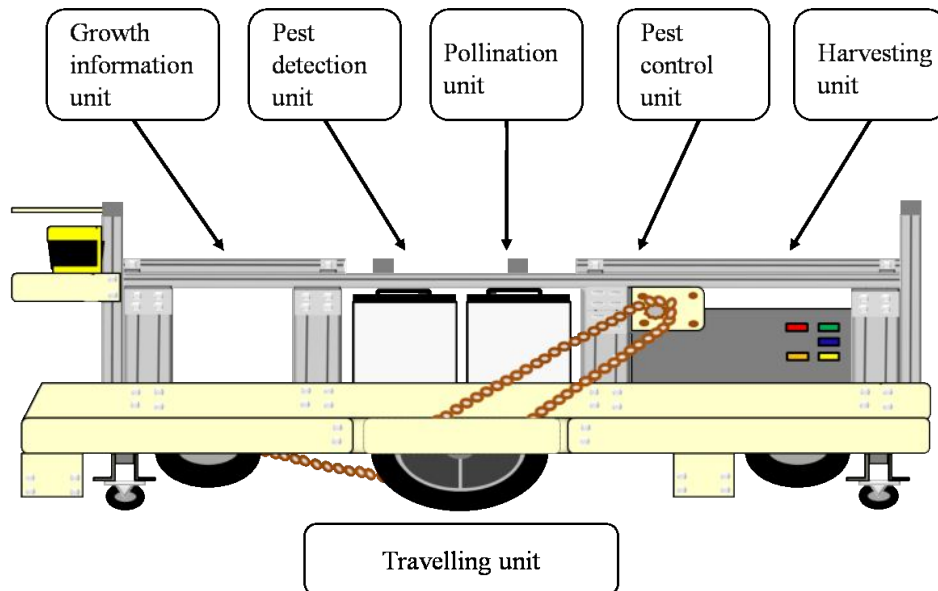 Growth
information
unit
Pest
detection
unit
Pollination
unit
Pest
control
unit
Harvesting
unit
Travelling unit